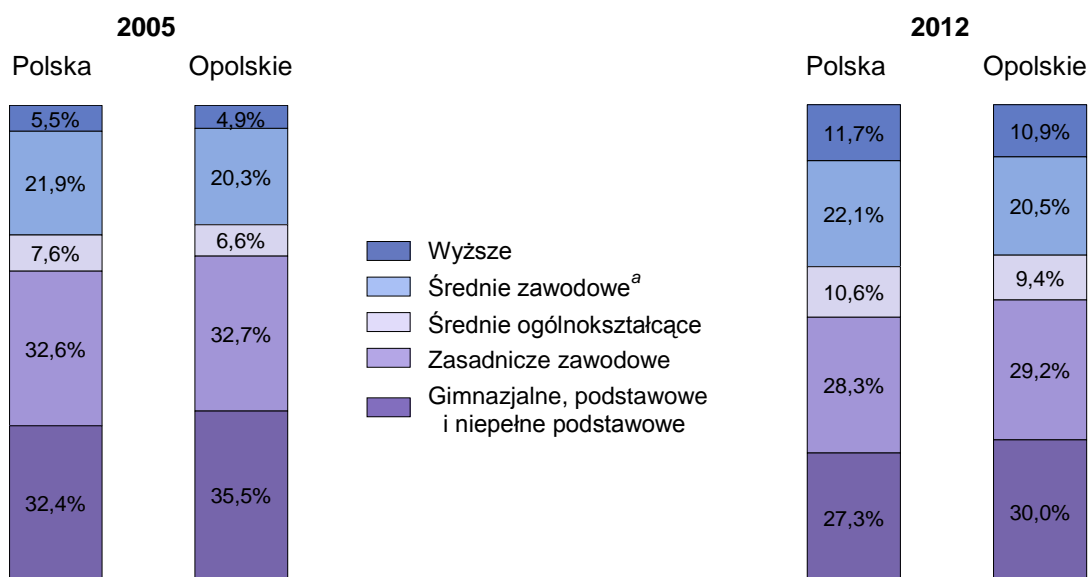 2005
Polska
Opolskie
5,5%
4,9%
21,9%
20,3%
7,6%
6,6%
32,6%
32,7%
32,4%
35,5%
Wyższe
Średnie zawodowe^a
Średnie ogólnokształcące
Zasadnicze zawodowe
Gimnazjalne, podstawowe
i niepełne podstawowe
2012
Polska
Opolskie
11,7%
10,9%
22,1%
20,5%
10,6%
9,4%
28,3%
29,2%
27,3%
30,0%